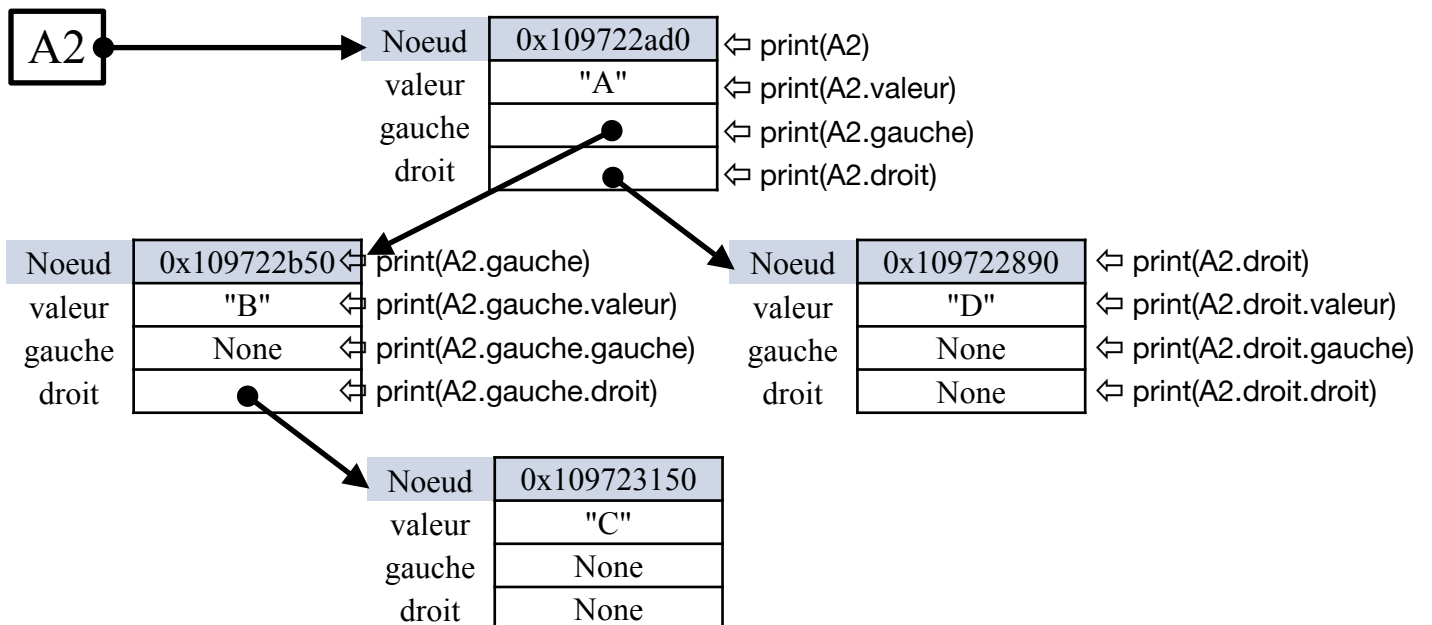 A2
Noeud 0x109722ad0 ⇦ print(A2)
valeur "A" ⇦ print(A2.valeur)
gauche ⇦ print(A2.gauche)
droit ⇦ print(A2.droit)
Noeud 0x109722b50 ⇦ print(A2.gauche)
valeur "B" ⇦ print(A2.gauche.valeur)
gauche None ⇦ print(A2.gauche.gauche)
droit ⇦ print(A2.gauche.droit)
Noeud 0x109722890 ⇦ print(A2.droit)
valeur "D" ⇦ print(A2.droit.valeur)
gauche None ⇦ print(A2.droit.gauche)
droit None ⇦ print(A2.droit.droit)
Noeud 0x109723150
valeur "C"
gauche None
droit None